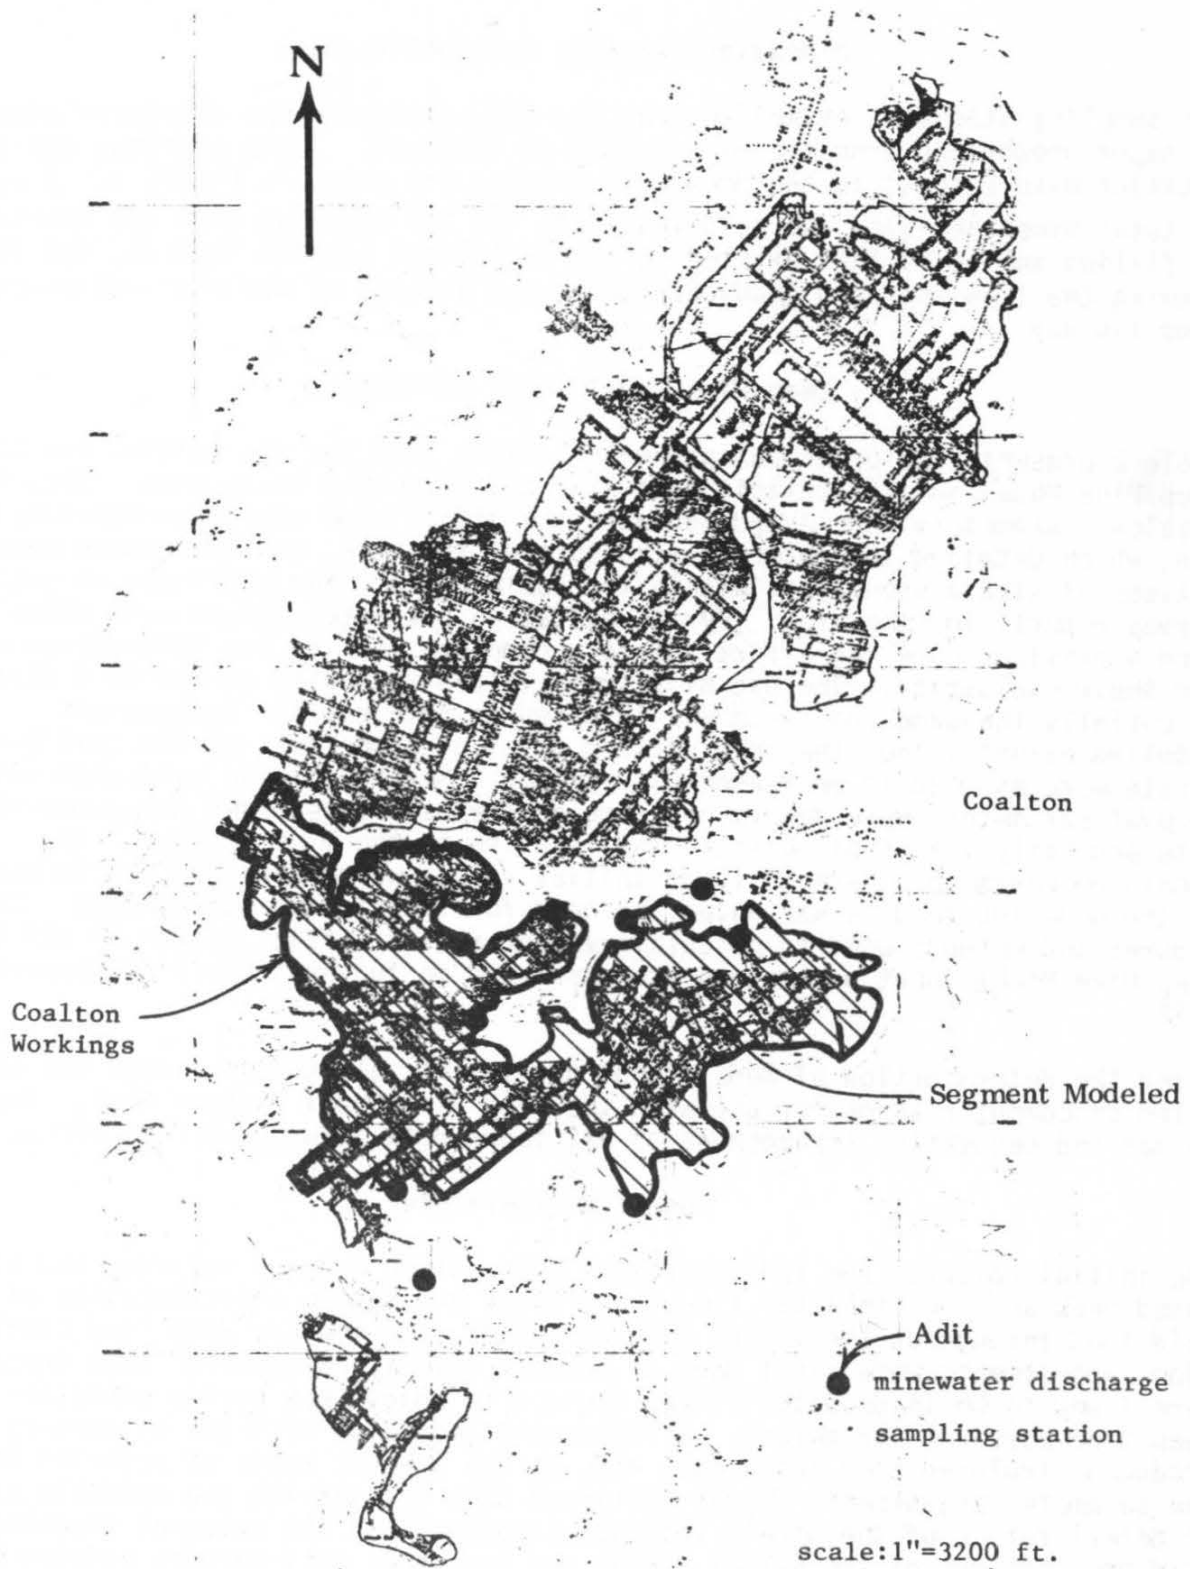 N
Coalton
Coalton
Workings
Segment Modeled
Adit
minewater discharge
sampling station
scale:1"=3200 ft.